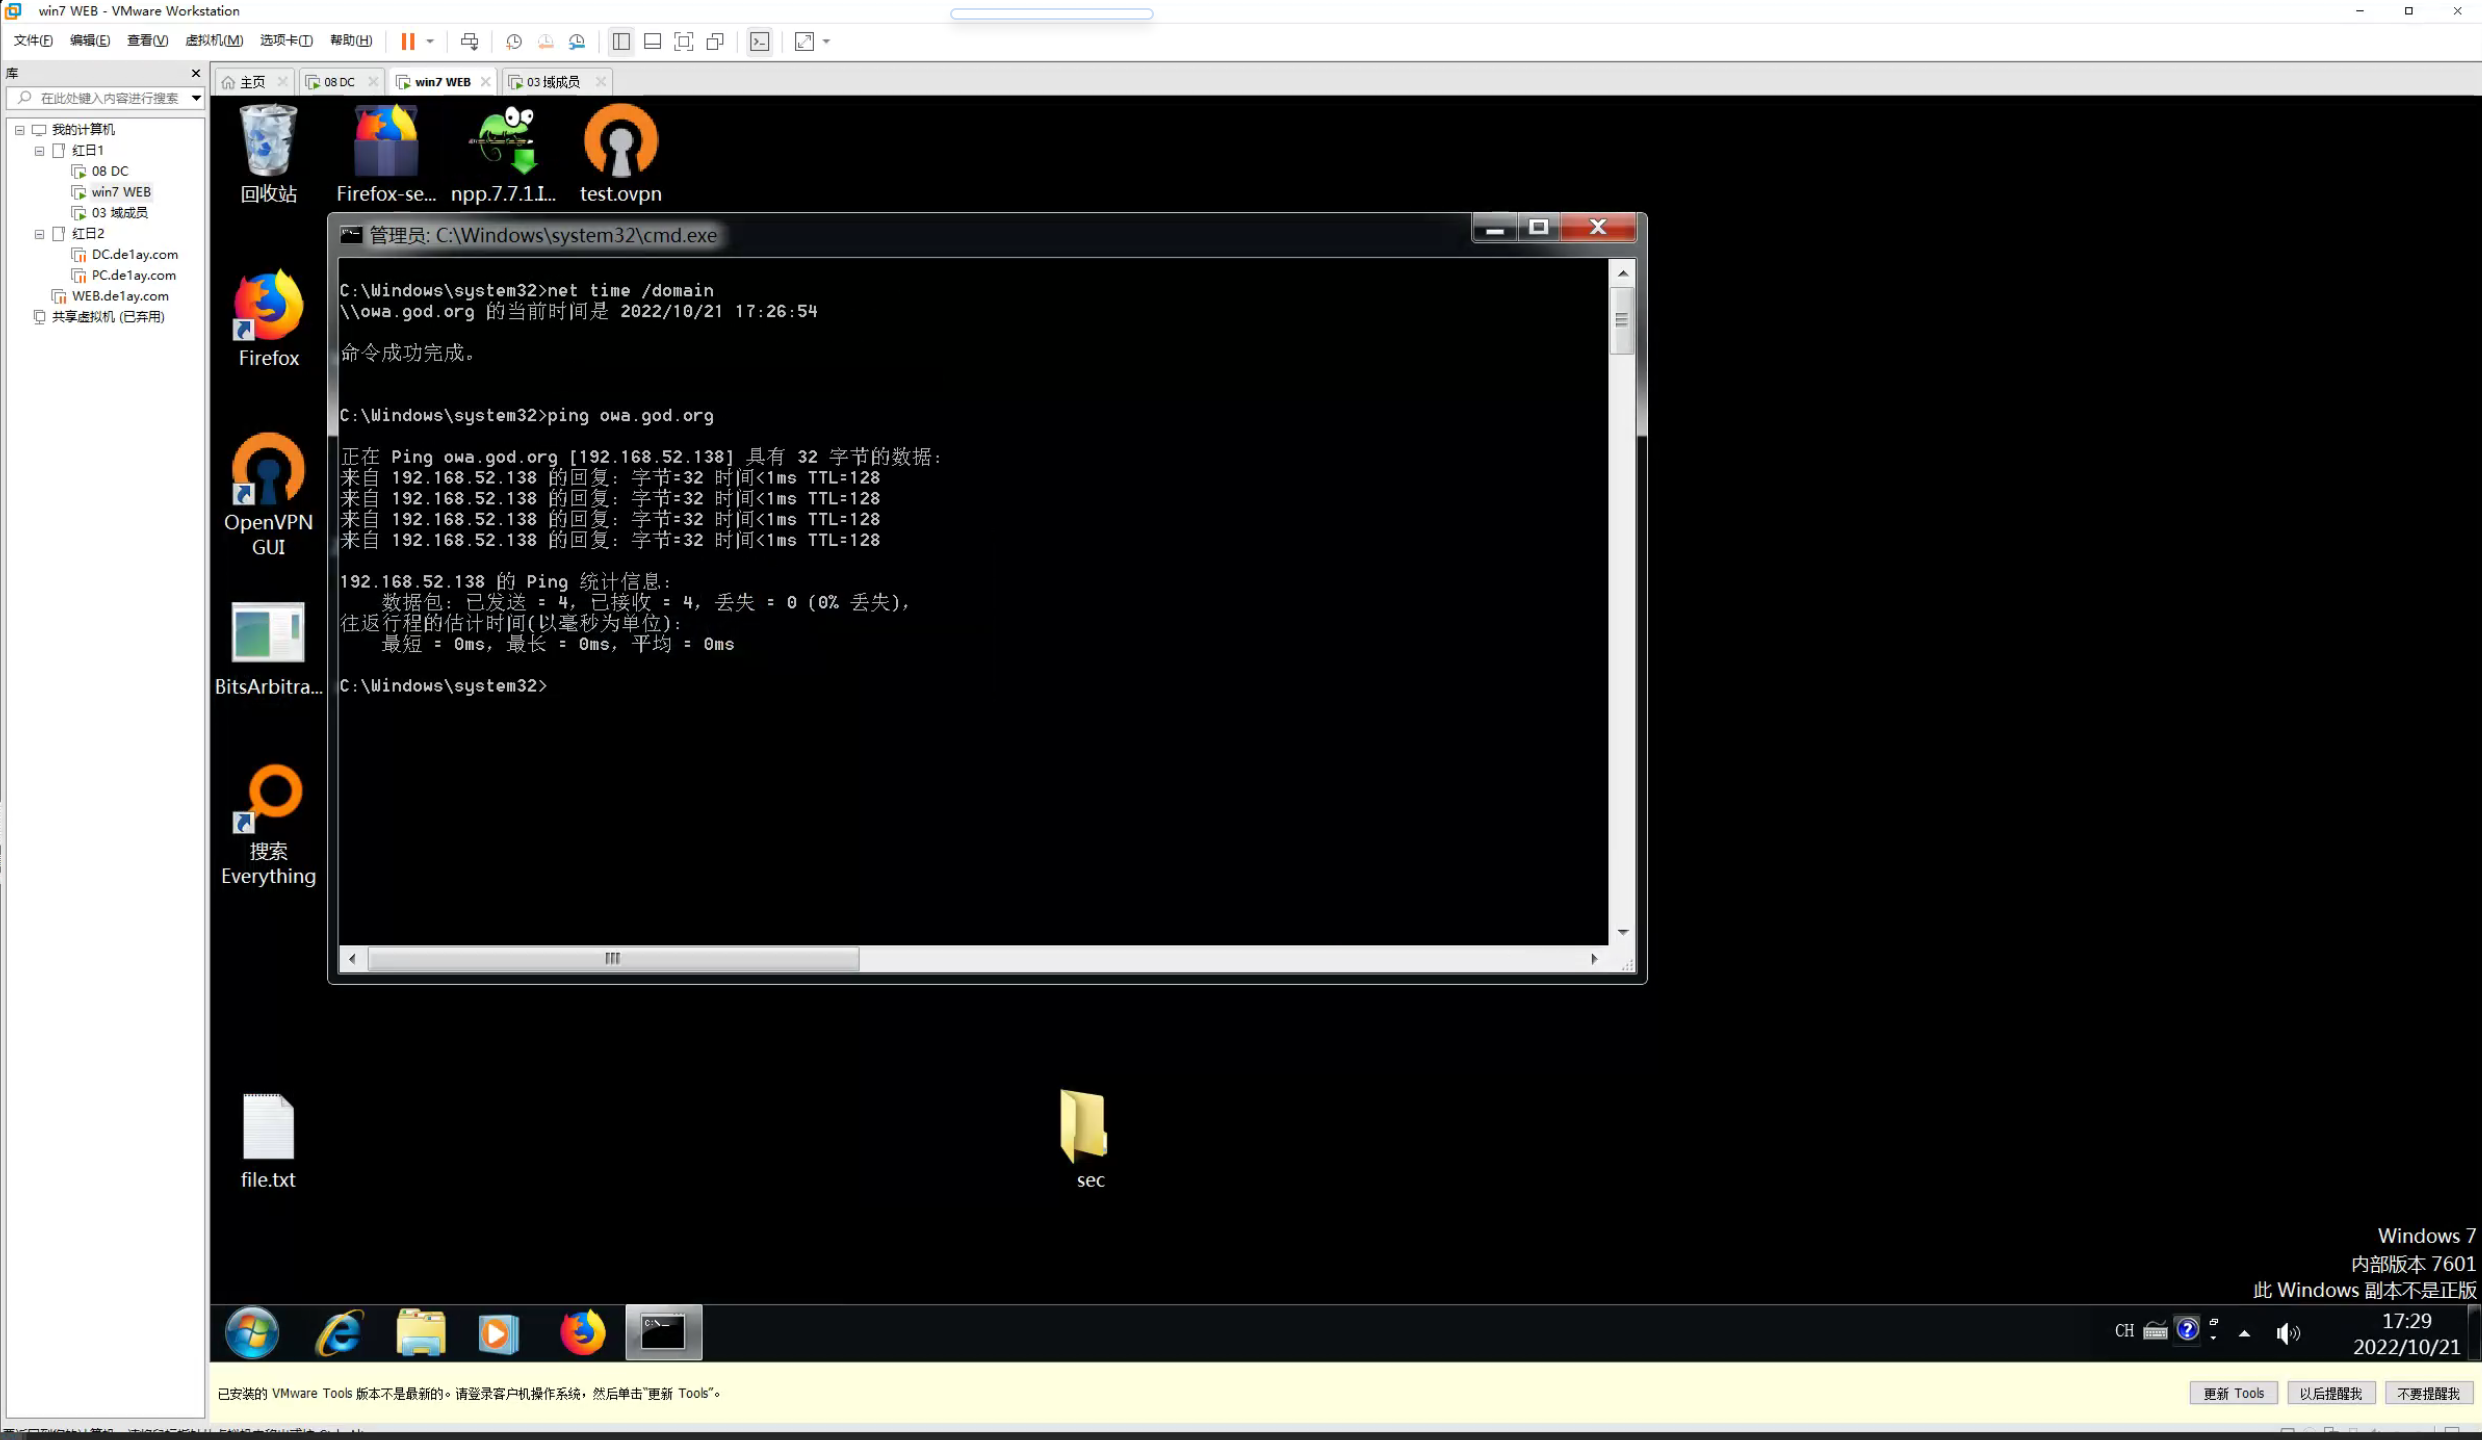 win7 WEB - VMware Workstation
文件(F) 编辑(E) 查看(V) 虚拟机(M) 选项卡(T) 帮助(H)
库
在此处键入内容进行搜索
我的计算机
红日1
08 DC
win7 WEB
03 域成员
红日2
DC.de1ay.com
PC.de1ay.com
WEB.de1ay.com
共享虚拟机 (已弃用)
主页 08 DC win7 WEB 03 域成员
回收站 Firefox-se... npp.7.7.1.I... test.ovpn
Firefox
OpenVPN
GUI
BitsArbitra...
搜索
Everything
file.txt
sec
管理员: C:\Windows\system32\cmd.exe
C:\Windows\system32>net time /domain
\\owa.god.org 的当前时间是 2022/10/21 17:26:54
命令成功完成。
C:\Windows\system32>ping owa.god.org
正在 Ping owa.god.org [192.168.52.138] 具有 32 字节的数据:
来自 192.168.52.138 的回复: 字节=32 时间<1ms TTL=128
来自 192.168.52.138 的回复: 字节=32 时间<1ms TTL=128
来自 192.168.52.138 的回复: 字节=32 时间<1ms TTL=128
来自 192.168.52.138 的回复: 字节=32 时间<1ms TTL=128
192.168.52.138 的 Ping 统计信息:
数据包: 已发送 = 4，已接收 = 4，丢失 = 0 (0% 丢失)，
往返行程的估计时间(以毫秒为单位):
最短 = 0ms，最长 = 0ms，平均 = 0ms
C:\Windows\system32>
Windows 7
内部版本 7601
此 Windows 副本不是正版
CH
17:29
2022/10/21
已安装的 VMware Tools 版本不是最新的。请登录客户机操作系统，然后单击“更新 Tools”。
更新 Tools 以后提醒我 不要提醒我